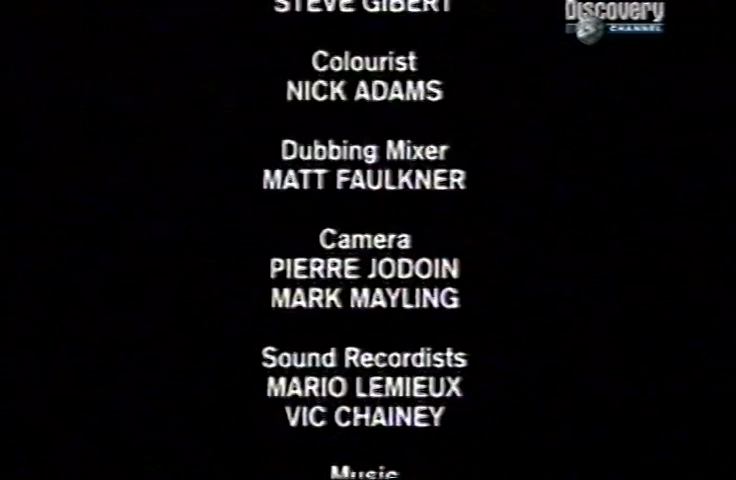 STEVE GIBERT
Discovery
CHANNEL
Colourist
NICK ADAMS
Dubbing Mixer
MATT FAULKNER
Camera
PIERRE JODOIN
MARK MAYLING
Sound Recordists
MARIO LEMIEUX
VIC CHAINEY
Music